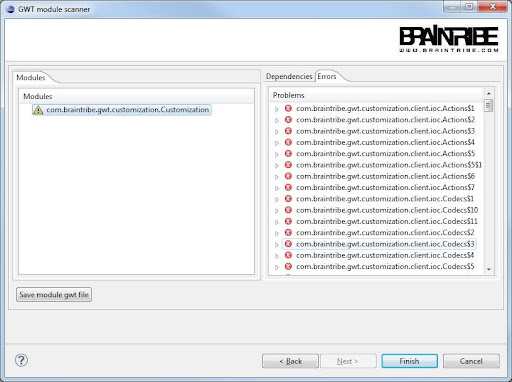 GWT module scanner
BRAINTRIBE
WWW.BRAINTRIBE.COM
Modules
Modules
com.braintribe.gwt.customization.Customization
Dependencies Errors
Problems
com.braintribe.gwt.customization.client.ioc.Actions$1
com.braintribe.gwt.customization.client.ioc.Actions$2
com.braintribe.gwt.customization.client.ioc.Actions$3
com.braintribe.gwt.customization.client.ioc.Actions$4
com.braintribe.gwt.customization.client.ioc.Actions$5
com.braintribe.gwt.customization.client.ioc.Actions$5$1
com.braintribe.gwt.customization.client.ioc.Actions$6
com.braintribe.gwt.customization.client.ioc.Actions$7
com.braintribe.gwt.customization.client.ioc.Codecs$1
com.braintribe.gwt.customization.client.ioc.Codecs$10
com.braintribe.gwt.customization.client.ioc.Codecs$11
com.braintribe.gwt.customization.client.ioc.Codecs$2
com.braintribe.gwt.customization.client.ioc.Codecs$3
com.braintribe.gwt.customization.client.ioc.Codecs$4
com.braintribe.gwt.customization.client.ioc.Codecs$5
Save module gwt file
?
< Back Next > Finish Cancel